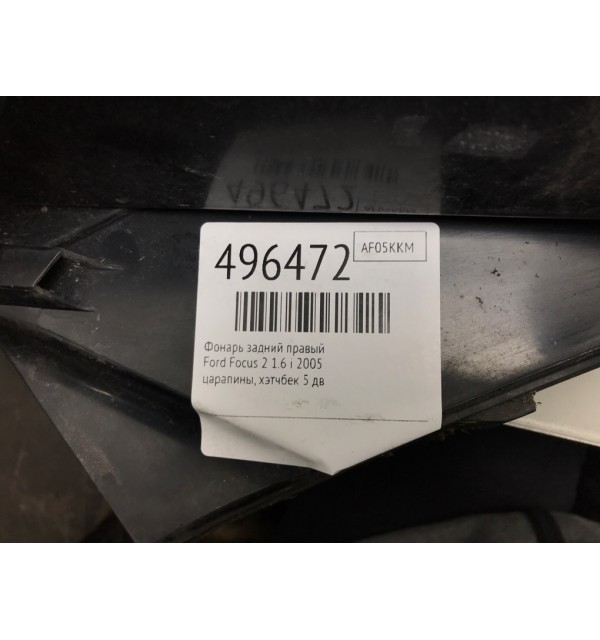 496472
AF05KKM
Фонарь задний правый
Ford Focus 2 1.6 i 2005
царапины, хэтчбек 5 дв